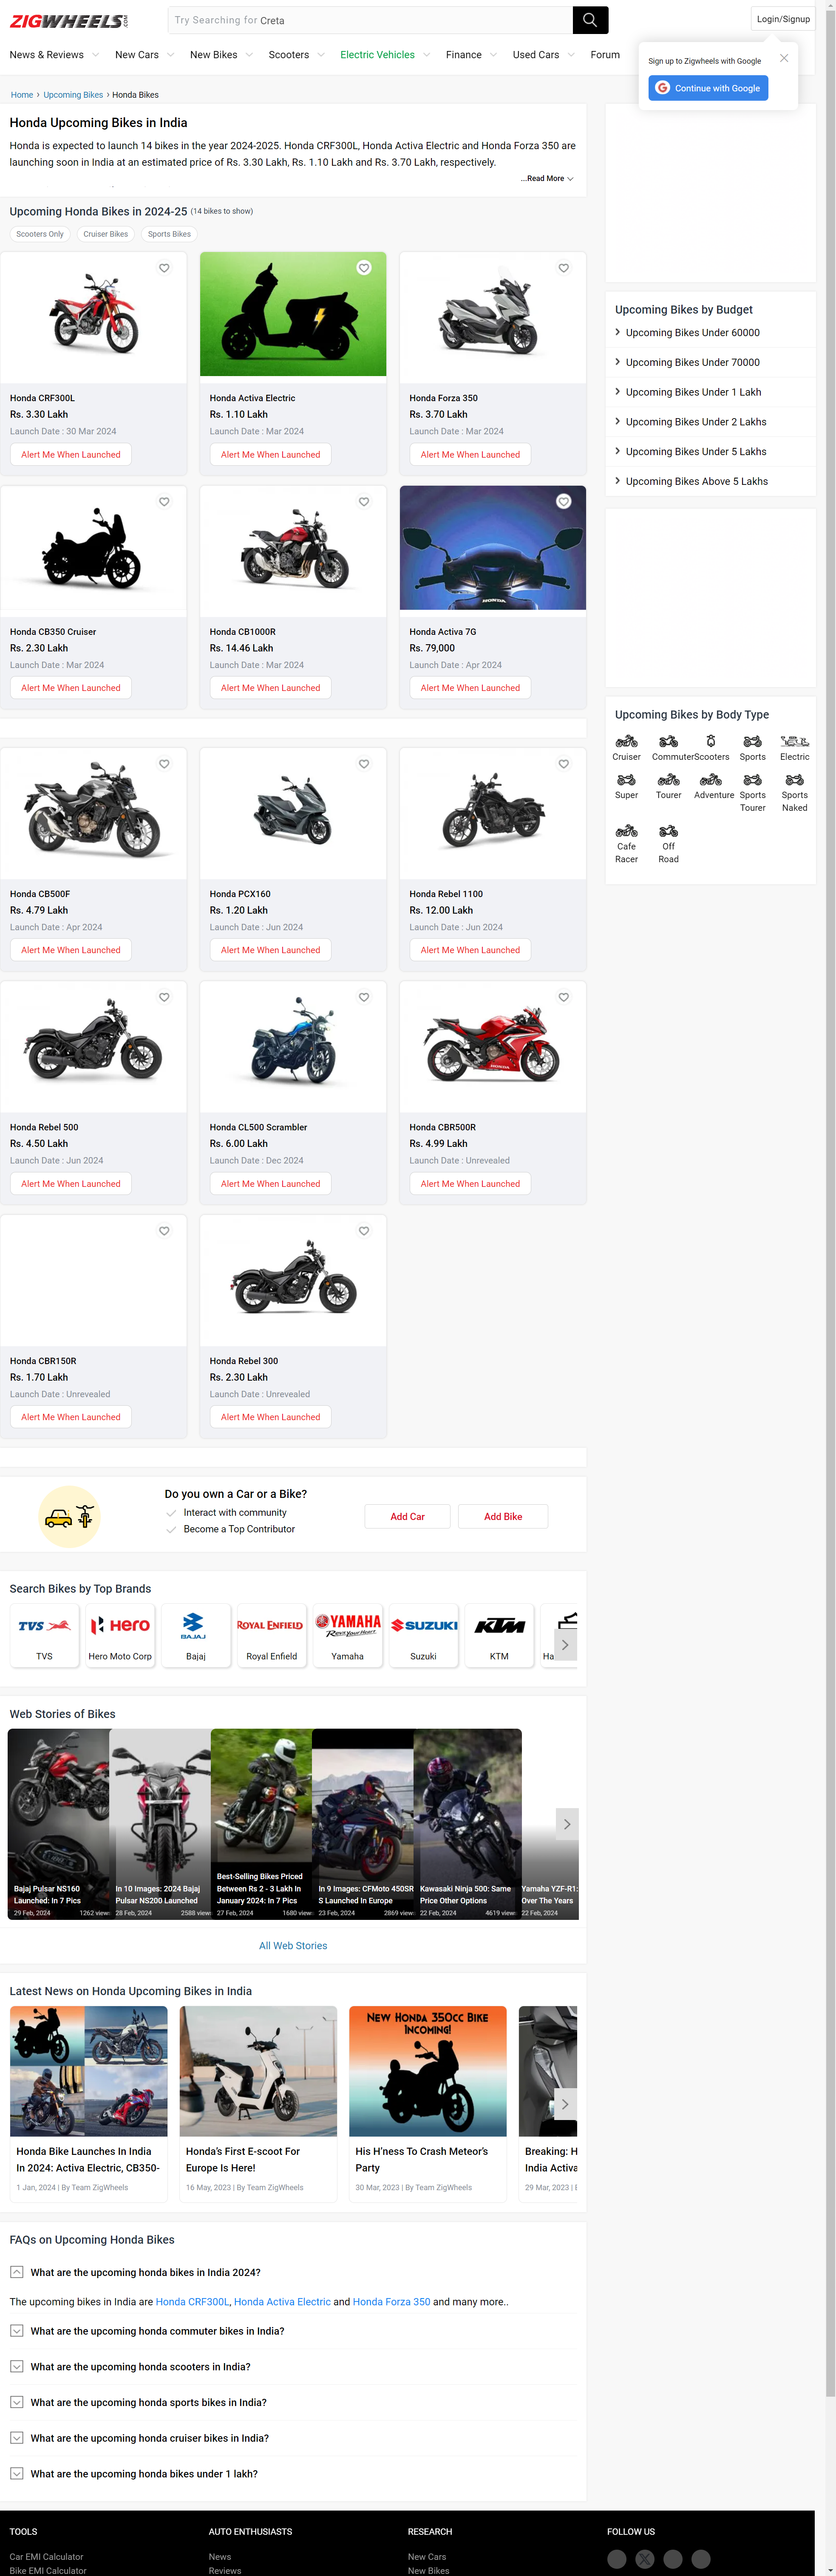 ZIGWHEELS.COM
Try Searching for Creta
Login/Signup
News & Reviews
New Cars
New Bikes
Scooters
Electric Vehicles
Finance
Used Cars
Forum
Sign up to Zigwheels with Google
Continue with Google
Home › Upcoming Bikes › Honda Bikes
Honda Upcoming Bikes in India
Honda is expected to launch 14 bikes in the year 2024-2025. Honda CRF300L, Honda Activa Electric and Honda Forza 350 are
launching soon in India at an estimated price of Rs. 3.30 Lakh, Rs. 1.10 Lakh and Rs. 3.70 Lakh, respectively.
...Read More
Upcoming Honda Bikes in 2024-25 (14 bikes to show)
Scooters Only
Cruiser Bikes
Sports Bikes
Honda CRF300L
Rs. 3.30 Lakh
Launch Date : 30 Mar 2024
Alert Me When Launched
Honda Activa Electric
Rs. 1.10 Lakh
Launch Date : Mar 2024
Alert Me When Launched
Honda Forza 350
Rs. 3.70 Lakh
Launch Date : Mar 2024
Alert Me When Launched
Honda CB350 Cruiser
Rs. 2.30 Lakh
Launch Date : Mar 2024
Alert Me When Launched
Honda CB1000R
Rs. 14.46 Lakh
Launch Date : Mar 2024
Alert Me When Launched
HONDA
Honda Activa 7G
Rs. 79,000
Launch Date : Apr 2024
Alert Me When Launched
Honda CB500F
Rs. 4.79 Lakh
Launch Date : Apr 2024
Alert Me When Launched
Honda PCX160
Rs. 1.20 Lakh
Launch Date : Jun 2024
Alert Me When Launched
Honda Rebel 1100
Rs. 12.00 Lakh
Launch Date : Jun 2024
Alert Me When Launched
Honda Rebel 500
Rs. 4.50 Lakh
Launch Date : Jun 2024
Alert Me When Launched
Honda CL500 Scrambler
Rs. 6.00 Lakh
Launch Date : Dec 2024
Alert Me When Launched
Honda CBR500R
Rs. 4.99 Lakh
Launch Date : Unrevealed
Alert Me When Launched
Honda CBR150R
Rs. 1.70 Lakh
Launch Date : Unrevealed
Alert Me When Launched
Honda Rebel 300
Rs. 2.30 Lakh
Launch Date : Unrevealed
Alert Me When Launched
Upcoming Bikes by Budget
Upcoming Bikes Under 60000
Upcoming Bikes Under 70000
Upcoming Bikes Under 1 Lakh
Upcoming Bikes Under 2 Lakhs
Upcoming Bikes Under 5 Lakhs
Upcoming Bikes Above 5 Lakhs
Upcoming Bikes by Body Type
Cruiser
Commuter
Scooters
Sports
Electric
Super
Tourer
Adventure
Sports
Tourer
Sports
Naked
Cafe
Racer
Off
Road
Do you own a Car or a Bike?
Interact with community
Become a Top Contributor
Add Car
Add Bike
Search Bikes by Top Brands
TVS
TVS
Hero
Hero Moto Corp
BAJAJ
Bajaj
ROYAL ENFIELD
Royal Enfield
YAMAHA
Revs Your Heart
Yamaha
SUZUKI
Suzuki
KTM
KTM
Ha
Web Stories of Bikes
Bajaj Pulsar NS160
Launched: In 7 Pics
29 Feb, 2024 1262 views
In 10 Images: 2024 Bajaj
Pulsar NS200 Launched
28 Feb, 2024 2588 views
Best-Selling Bikes Priced
Between Rs 2 - 3 Lakh In
January 2024: In 7 Pics
27 Feb, 2024 1680 views
In 9 Images: CFMoto 450SR
S Launched In Europe
23 Feb, 2024 2869 views
Kawasaki Ninja 500: Same
Price Other Options
22 Feb, 2024 4619 views
Yamaha YZF-R1:
Over The Years
22 Feb, 2024
All Web Stories
Latest News on Honda Upcoming Bikes in India
Honda Bike Launches In India
In 2024: Activa Electric, CB350-
1 Jan, 2024 | By Team ZigWheels
Honda's First E-scoot For
Europe Is Here!
16 May, 2023 | By Team ZigWheels
NEW HONDA 350CC BIKE
INCOMING!
His H'ness To Crash Meteor's
Party
30 Mar, 2023 | By Team ZigWheels
Breaking: H
India Activa
29 Mar, 2023 |
FAQs on Upcoming Honda Bikes
What are the upcoming honda bikes in India 2024?
The upcoming bikes in India are Honda CRF300L, Honda Activa Electric and Honda Forza 350 and many more..
What are the upcoming honda commuter bikes in India?
What are the upcoming honda scooters in India?
What are the upcoming honda sports bikes in India?
What are the upcoming honda cruiser bikes in India?
What are the upcoming honda bikes under 1 lakh?
TOOLS
Car EMI Calculator
Bike EMI Calculator
AUTO ENTHUSIASTS
News
Reviews
RESEARCH
New Cars
New Bikes
FOLLOW US